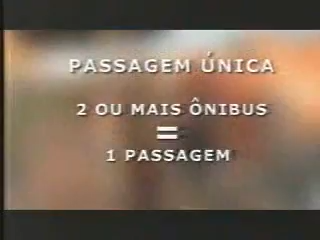 PASSAGEM ÚNICA
2 OU MAIS ÔNIBUS
=
1 PASSAGEM